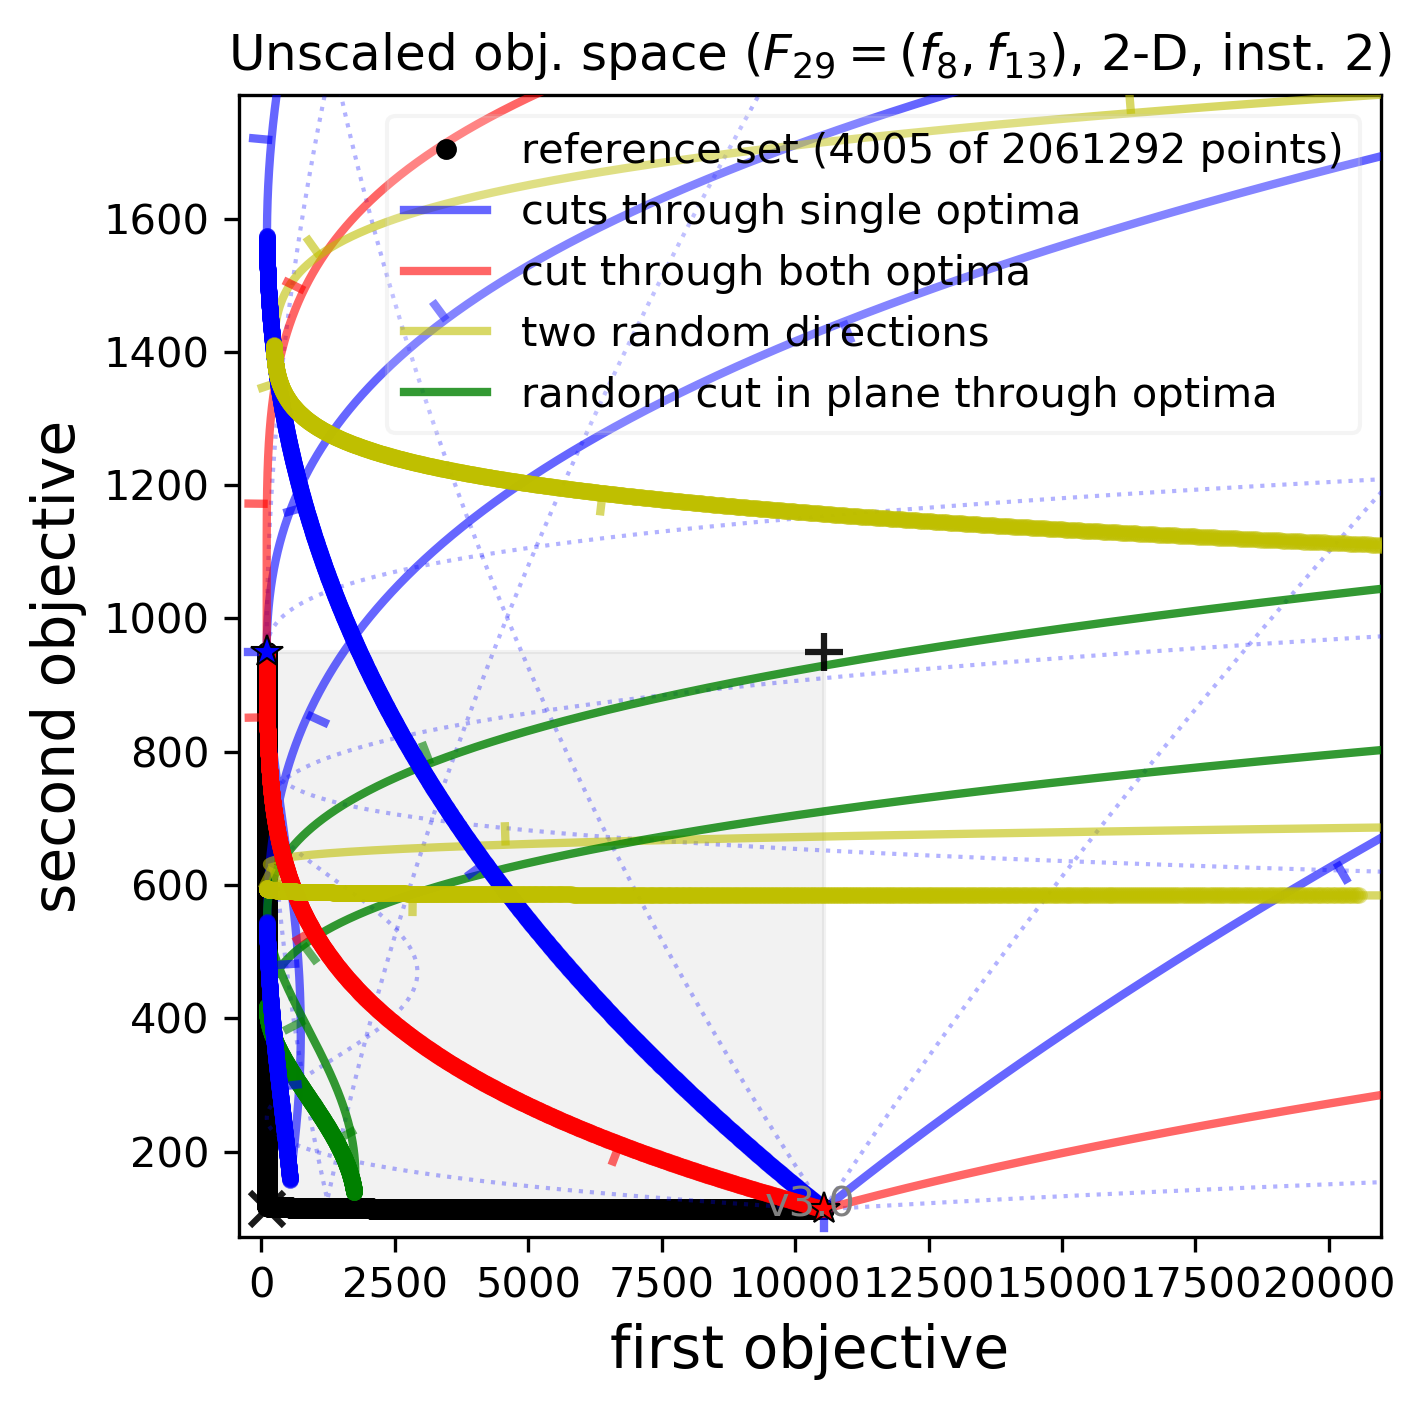 Unscaled obj. space (F₂₉ = (f₈, f₁₃), 2-D, inst. 2)
reference set (4005 of 2061292 points)
cuts through single optima
cut through both optima
two random directions
random cut in plane through optima
1600
1400
1200
1000
800
600
400
200
second objective
v3.0
0 2500 5000 7500 10000 12500 15000 17500 20000
first objective